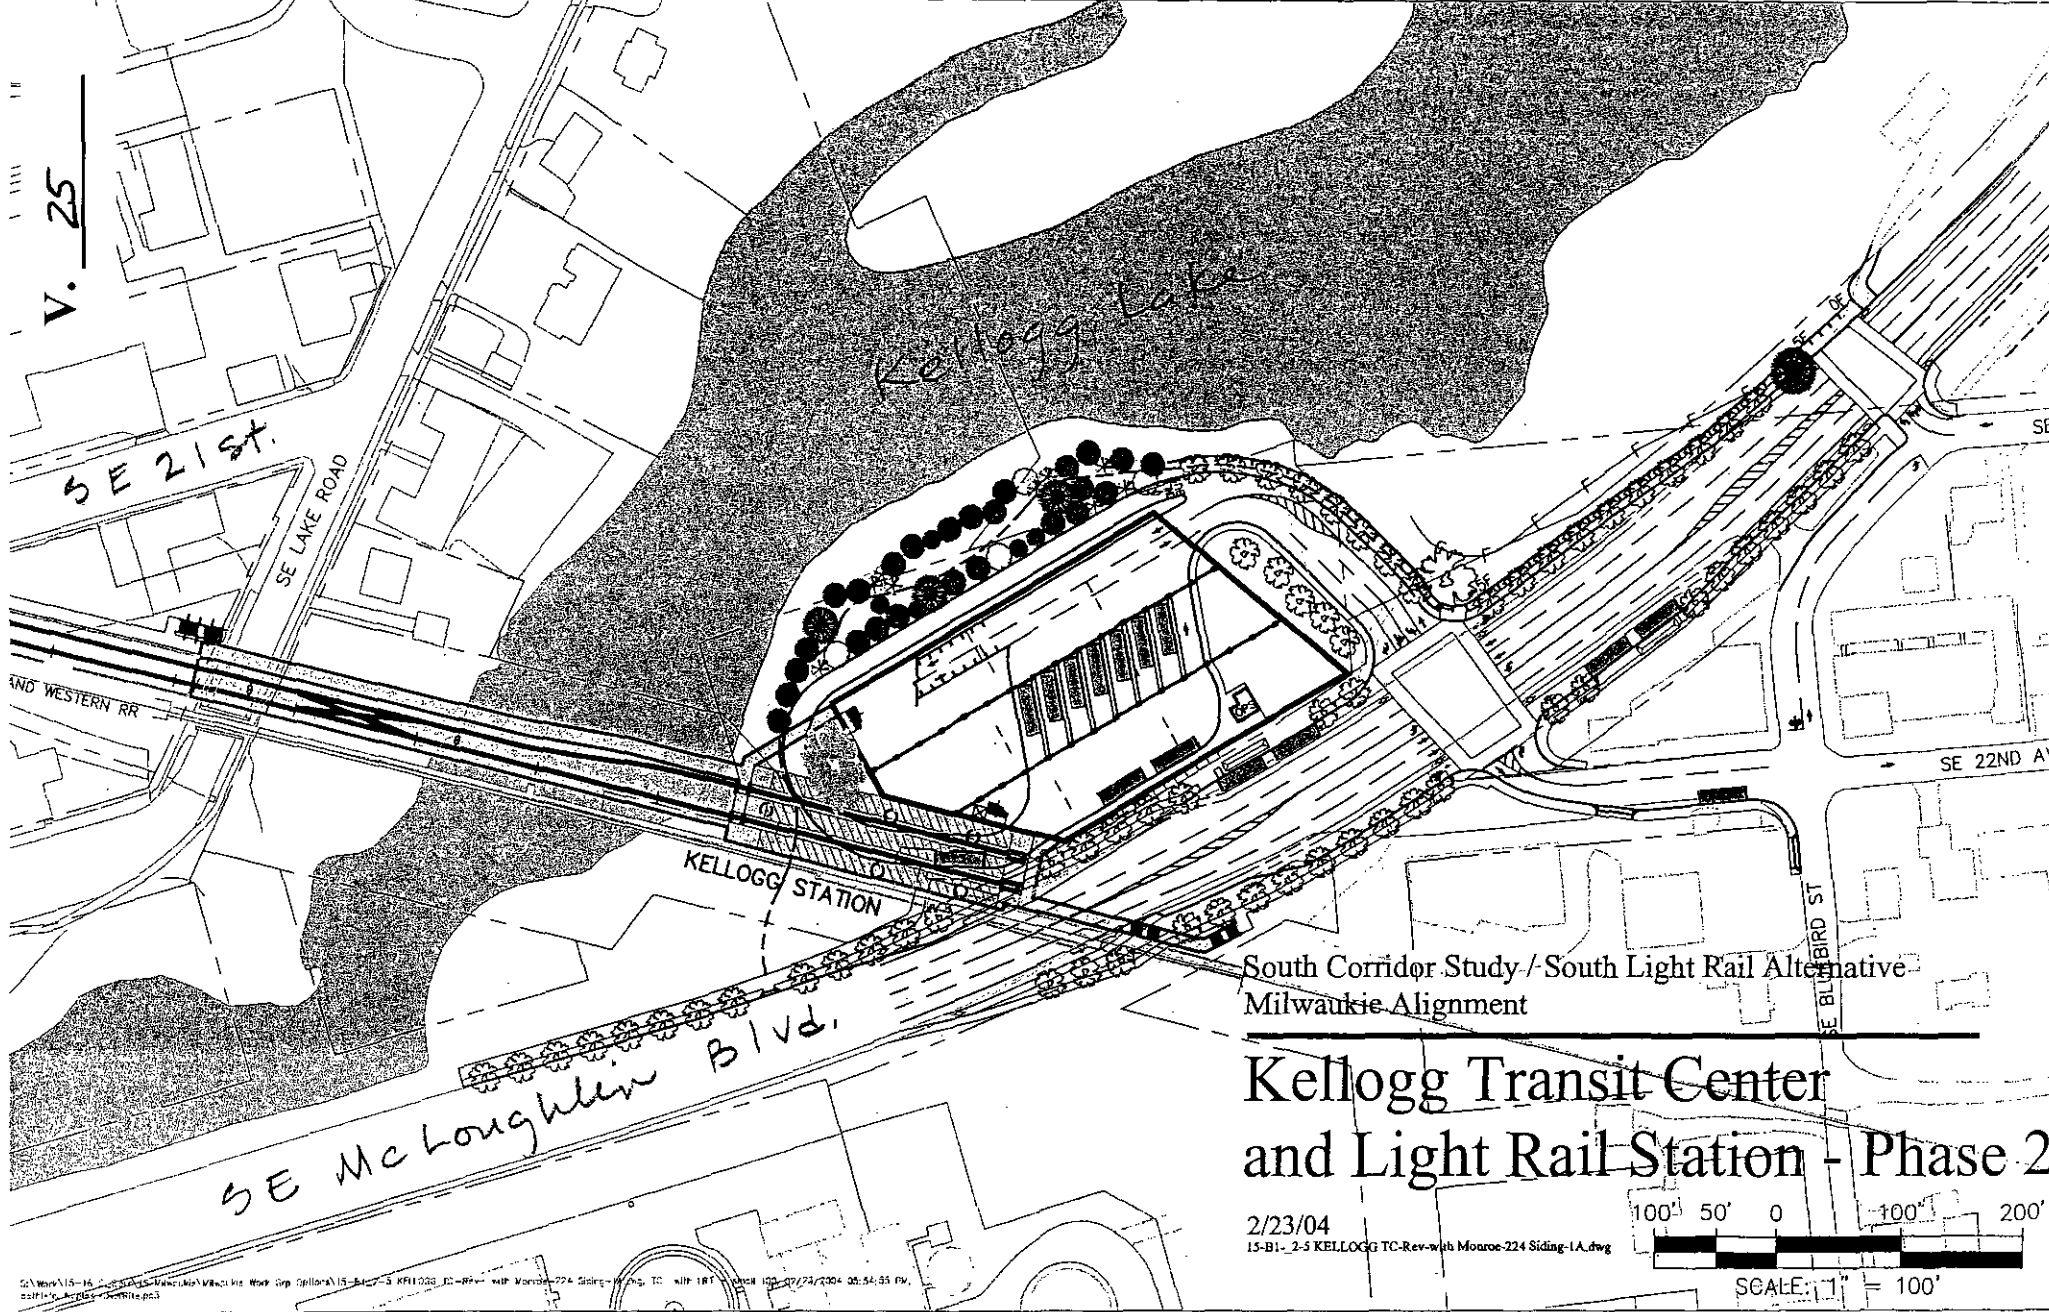 V. 25
Kellogg Lake
SE 21st.
SE LAKE ROAD
AND WESTERN RR
KELLOGG STATION
OPS
SE
SE 22ND AV
SE BLUEBIRD ST
SE McLoughlin Blvd.
South Corridor Study / South Light Rail Alternative
Milwaukie Alignment
Kellogg Transit Center
and Light Rail Station - Phase 2
2/23/04
15-B1-_2-5 KELLOGG TC-Rev-with Monroe-224 Siding-1A.dwg
100' 50' 0 100' 200'
SCALE: 1" = 100'